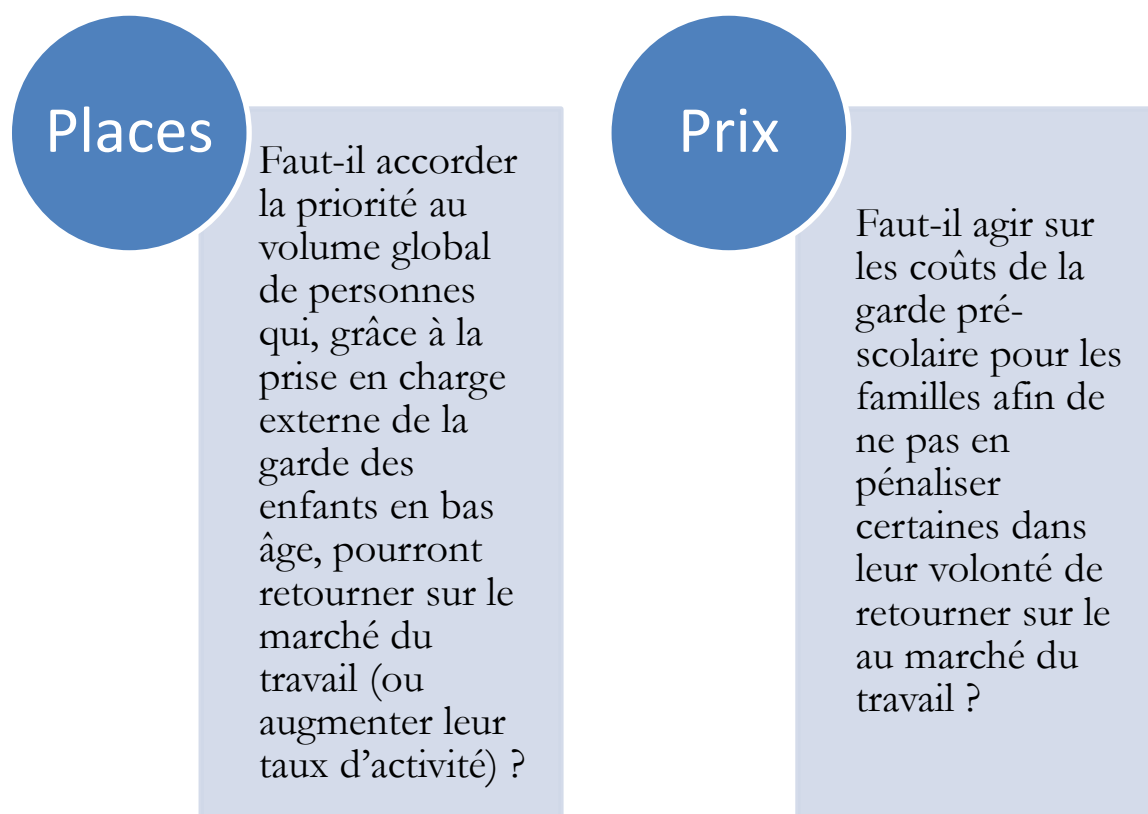 Places
Faut-il accorder
la priorité au
volume global
de personnes
qui, grâce à la
prise en charge
externe de la
garde des
enfants en bas
âge, pourront
retourner sur le
marché du
travail (ou
augmenter leur
taux d’activité) ?
Prix
Faut-il agir sur
les coûts de la
garde pré-
scolaire pour les
familles afin de
ne pas en
pénaliser
certaines dans
leur volonté de
retourner sur le
au marché du
travail ?